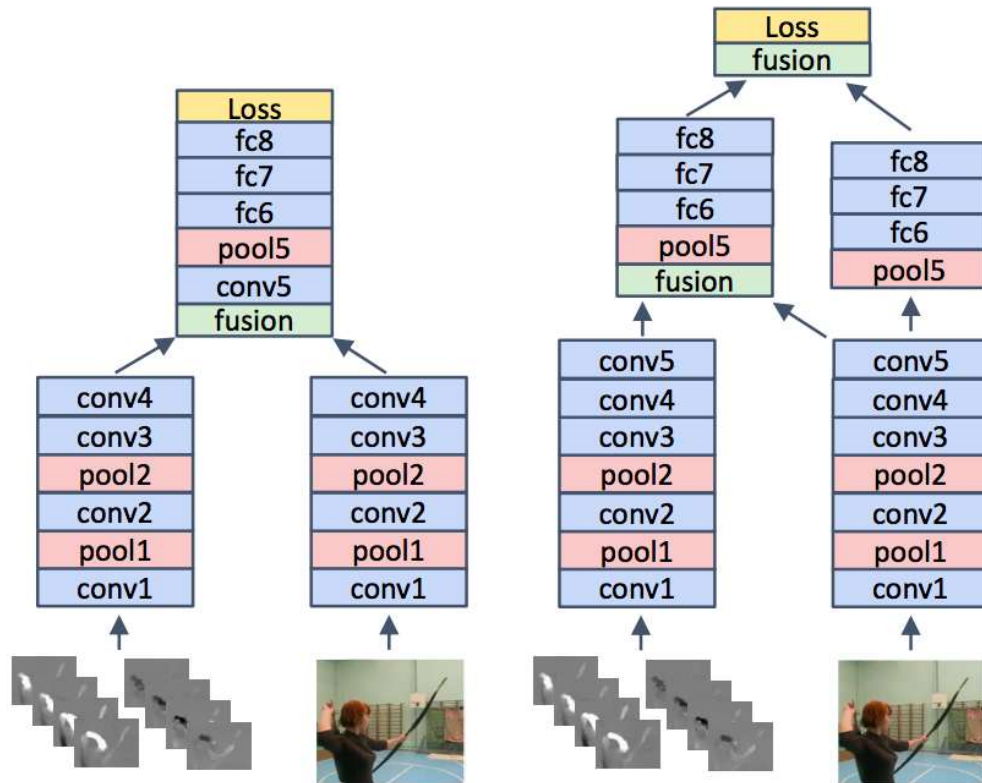 Loss
fc8
fc7
fc6
pool5
conv5
fusion
conv4
conv3
pool2
conv2
pool1
conv1
conv4
conv3
pool2
conv2
pool1
conv1
Loss
fusion
fc8
fc7
fc6
pool5
fusion
fc8
fc7
fc6
pool5
conv5
conv4
conv3
pool2
conv2
pool1
conv1
conv5
conv4
conv3
pool2
conv2
pool1
conv1